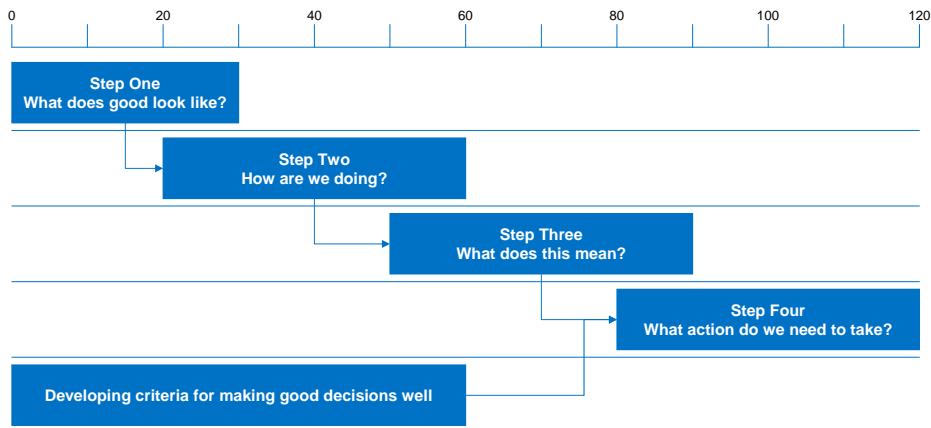 0 20 40 60 80 100 120
Step One
What does good look like?
Step Two
How are we doing?
Step Three
What does this mean?
Step Four
What action do we need to take?
Developing criteria for making good decisions well